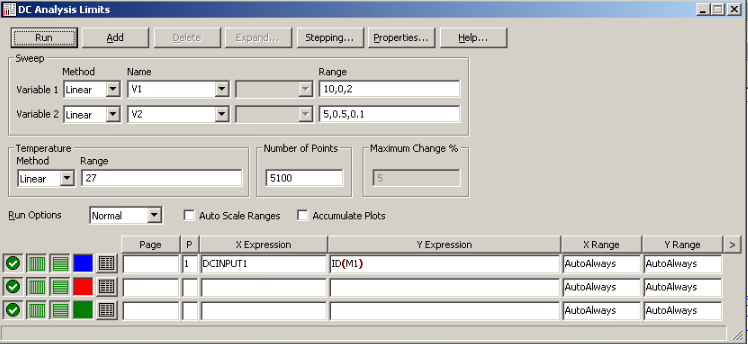 DC Analysis Limits
Run Add Delete Expand... Stepping... Properties... Help...
Sweep
Method Name Range
Variable 1 Linear V1 10,0,2
Variable 2 Linear V2 5,0.5,0.1
Temperature Number of Points Maximum Change %
Method Range
Linear 27 5100 5
Run Options Normal Auto Scale Ranges Accumulate Plots
Page P X Expression Y Expression X Range Y Range >
1 DCINPUT1 ID(M1) AutoAlways AutoAlways
AutoAlways AutoAlways
AutoAlways AutoAlways